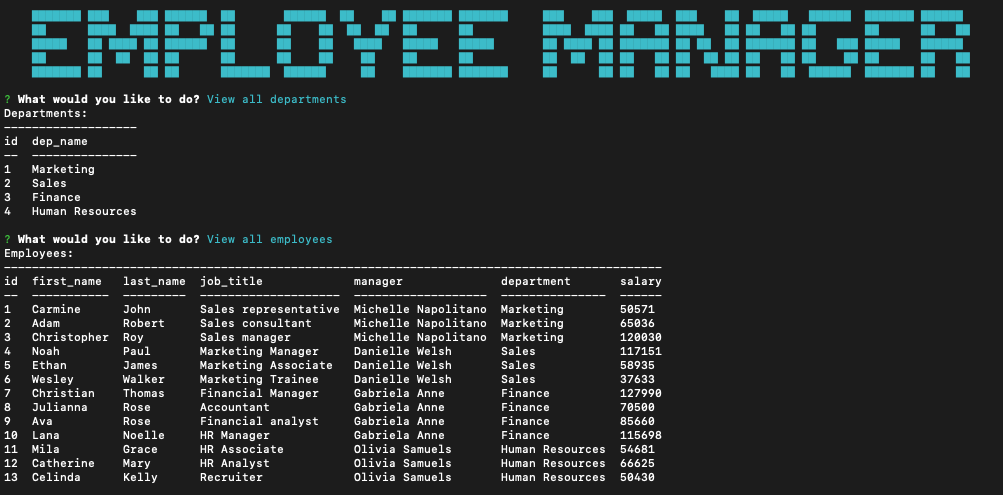 EMPLOYEE MANAGER
? What would you like to do? View all departments
Departments:
-------------------
id  dep_name
--  ---------------
1   Marketing
2   Sales
3   Finance
4   Human Resources
? What would you like to do? View all employees
Employees:
----------------------------------------------------------------------------------------------
id  first_name   last_name  job_title             manager              department       salary
--  -----------  ---------  --------------------  -------------------  ---------------  ------
1   Carmine      John       Sales representative  Michelle Napolitano  Marketing        50571
2   Adam         Robert     Sales consultant      Michelle Napolitano  Marketing        65036
3   Christopher  Roy        Sales manager         Michelle Napolitano  Marketing        120030
4   Noah         Paul       Marketing Manager     Danielle Welsh       Sales            117151
5   Ethan        James      Marketing Associate   Danielle Welsh       Sales            58935
6   Wesley       Walker     Marketing Trainee     Danielle Welsh       Sales            37633
7   Christian    Thomas     Financial Manager     Gabriela Anne        Finance          127990
8   Julianna     Rose       Accountant            Gabriela Anne        Finance          70500
9   Ava          Rose       Financial analyst     Gabriela Anne        Finance          85660
10  Lana         Noelle     HR Manager            Gabriela Anne        Finance          115698
11  Mila         Grace      HR Associate          Olivia Samuels       Human Resources  54681
12  Catherine    Mary       HR Analyst            Olivia Samuels       Human Resources  66625
13  Celinda      Kelly      Recruiter             Olivia Samuels       Human Resources  50430